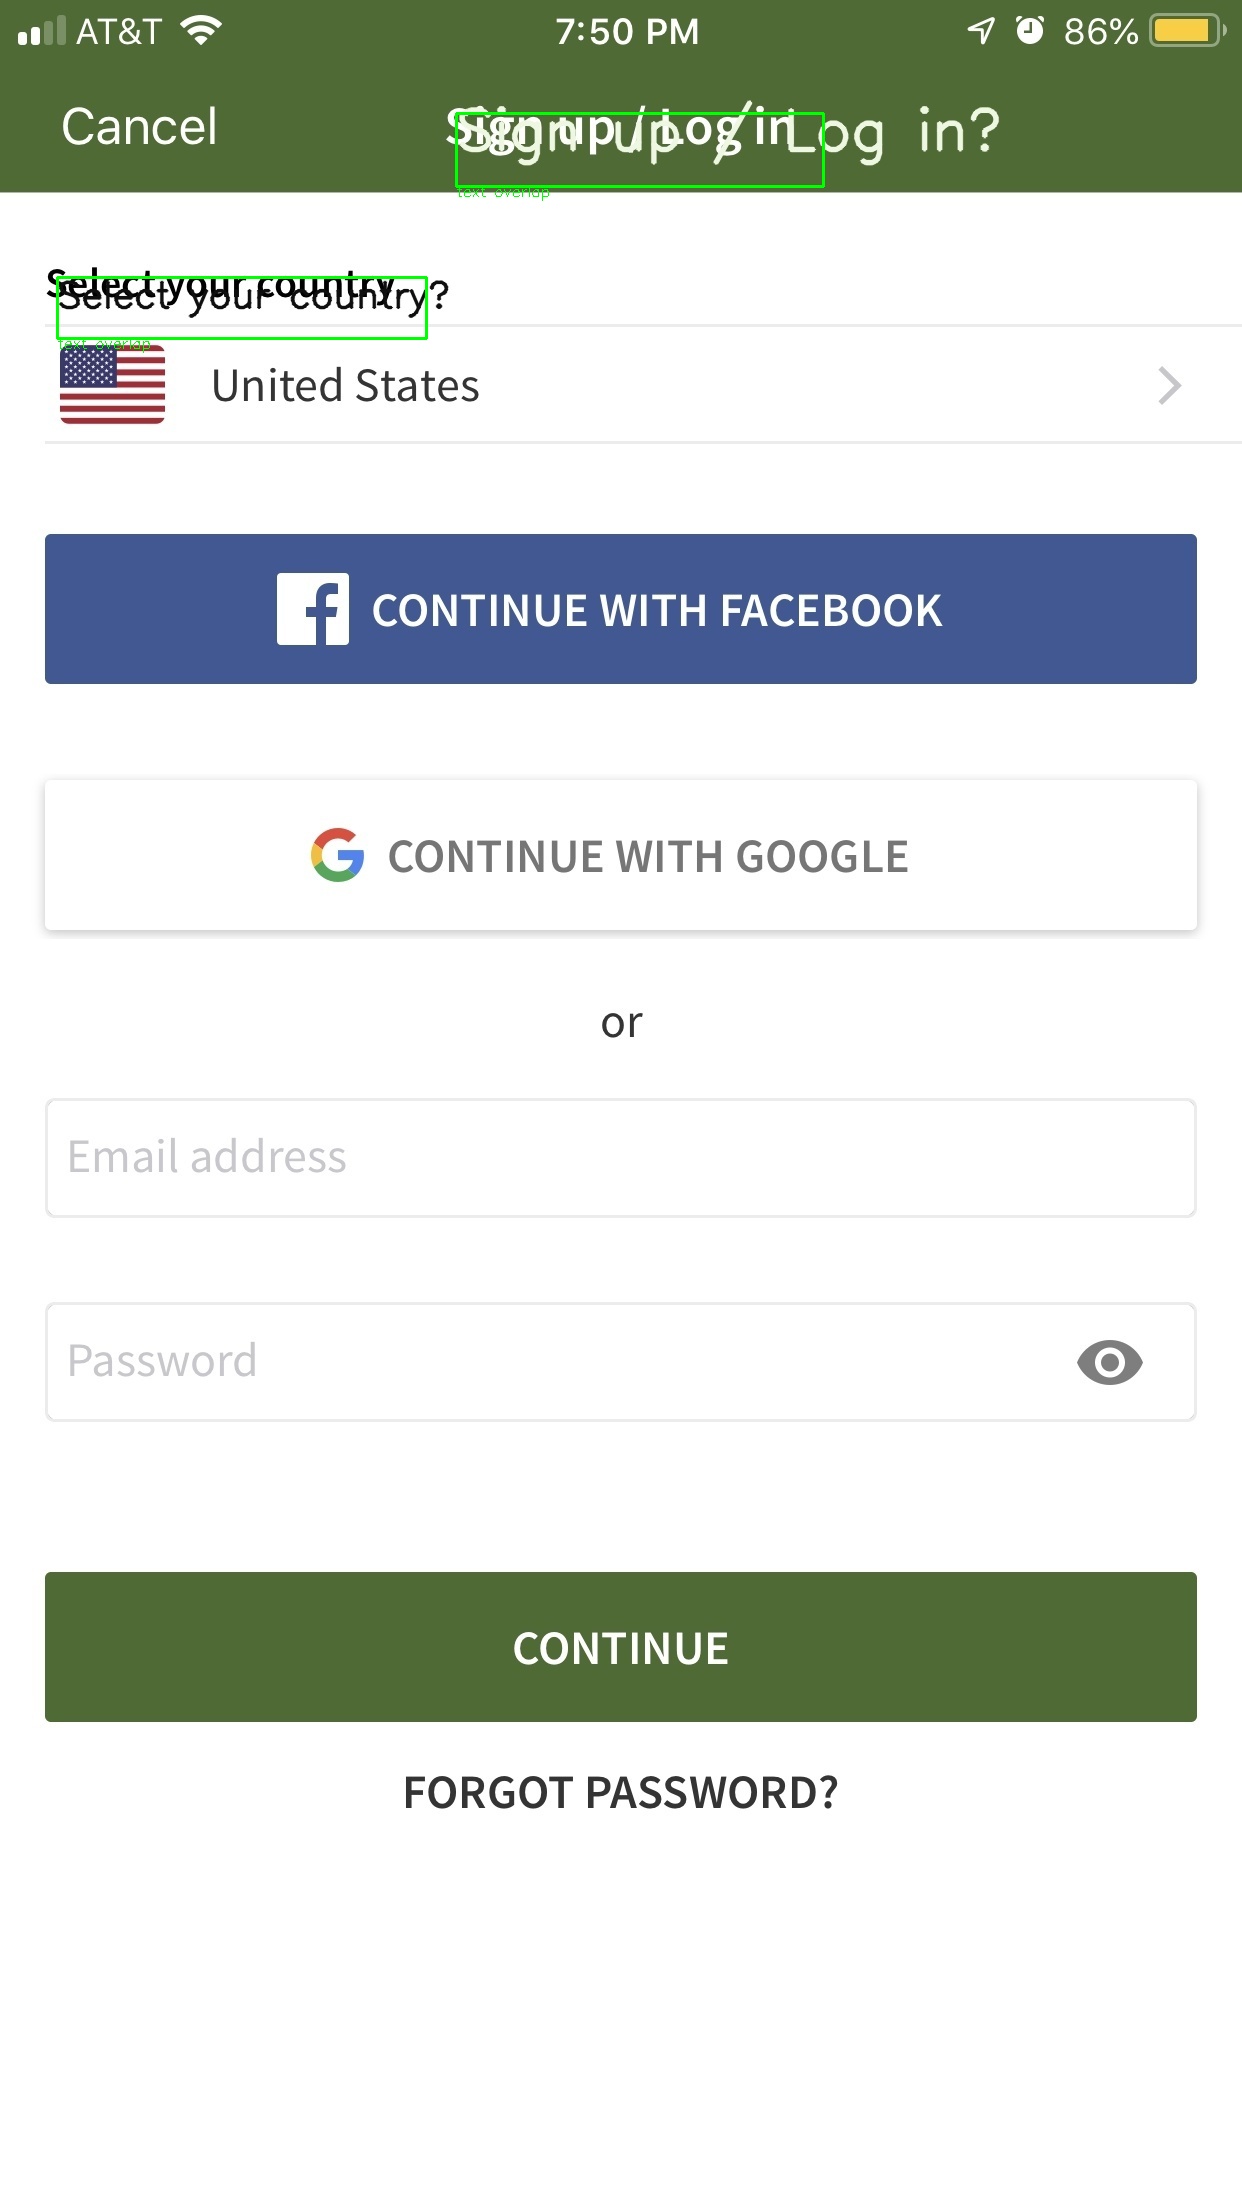 AT&T 7:50 PM 86%
Cancel Sign up / Log in
Sign up / Log in?
text overlap
Select your country
Select your country?
text overlap
United States
CONTINUE WITH FACEBOOK
CONTINUE WITH GOOGLE
or
Email address
Password
CONTINUE
FORGOT PASSWORD?